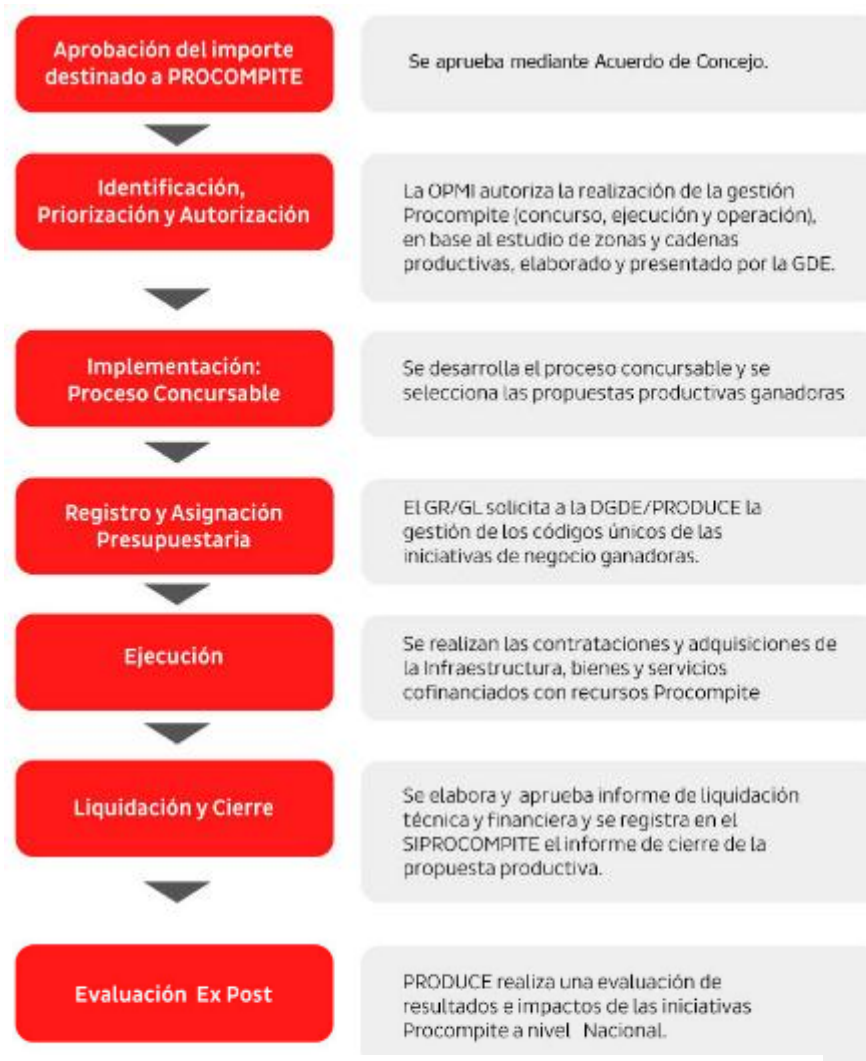 Aprobación del importe
destinado a PROCOMPITE
Se aprueba mediante Acuerdo de Concejo.
Identificación,
Priorización y Autorización
La OPMI autoriza la realización de la gestión
Procompite (concurso, ejecución y operación),
en base al estudio de zonas y cadenas
productivas, elaborado y presentado por la GDE.
Implementación:
Proceso Concursable
Se desarrolla el proceso concursable y se
selecciona las propuestas productivas ganadoras
Registro y Asignación
Presupuestaria
El GR/GL solicita a la DGDE/PRODUCE la
gestión de los códigos únicos de las
iniciativas de negocio ganadoras.
Ejecución
Se realizan las contrataciones y adquisiciones de
la Infraestructura, bienes y servicios
cofinanciados con recursos Procompite
Liquidación y Cierre
Se elabora y aprueba informe de liquidación
técnica y financiera y se registra en el
SIPROCOMPITE el informe de cierre de la
propuesta productiva.
Evaluación Ex Post
PRODUCE realiza una evaluación de
resultados e impactos de las iniciativas
Procompite a nivel Nacional.